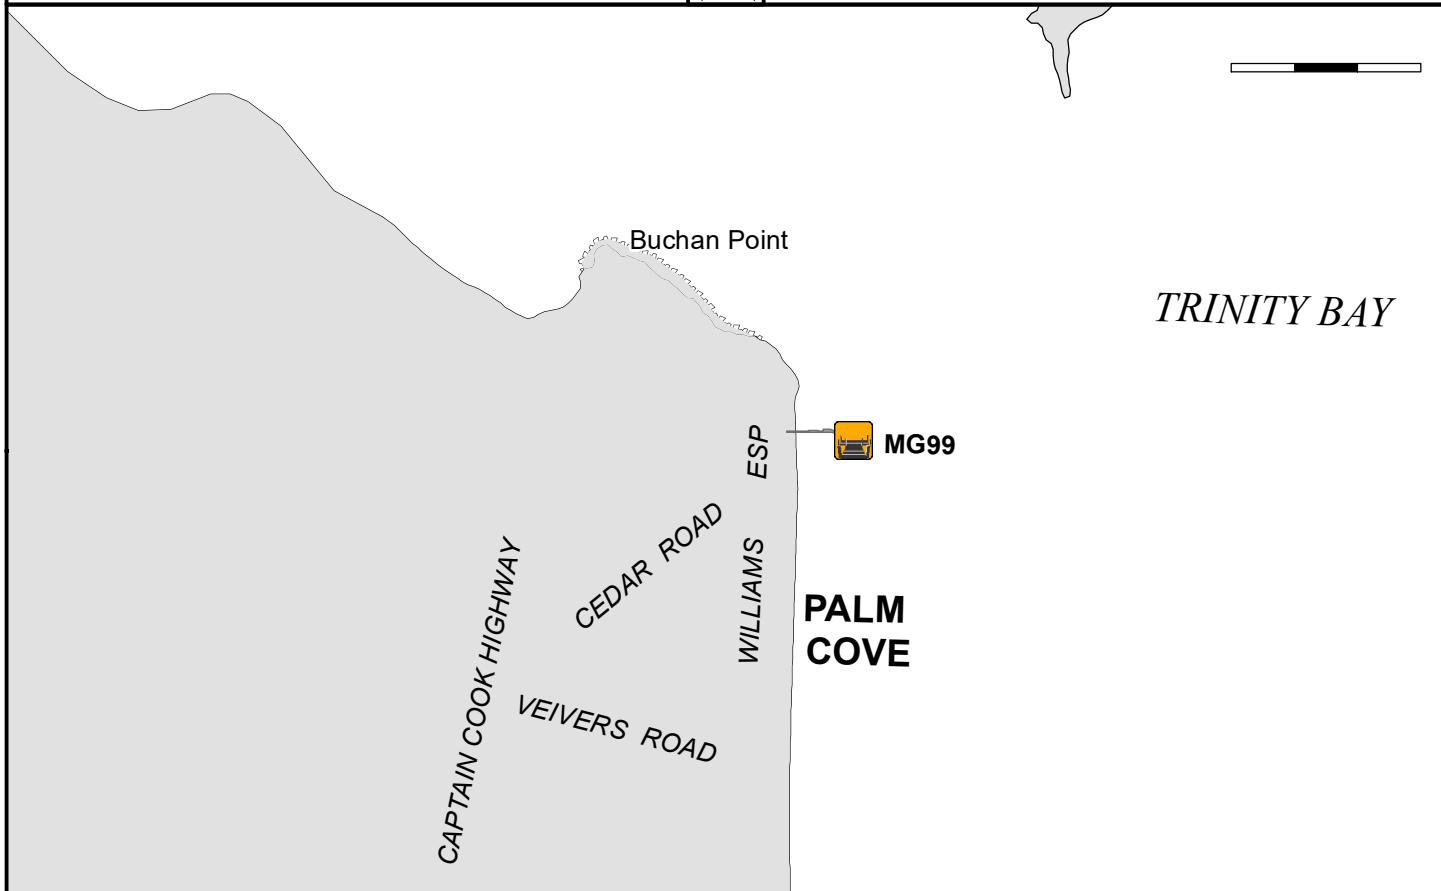 Buchan Point
TRINITY BAY
MG99
ESP
CEDAR ROAD
WILLIAMS
CAPTAIN COOK HIGHWAY
PALM
COVE
VEIVERS ROAD